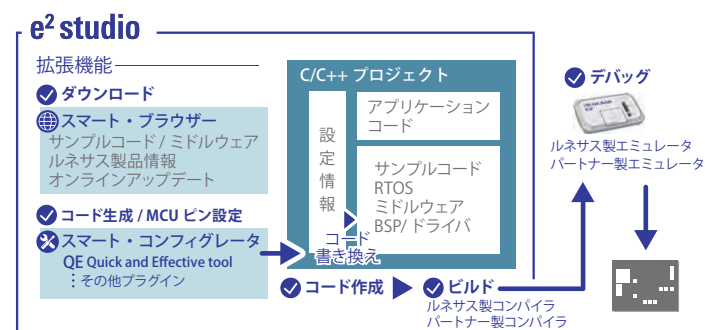 e² studio
拡張機能
ダウンロード
スマート・ブラウザー
サンプルコード / ミドルウェア
ルネサス製品情報
オンラインアップデート
コード生成 / MCU ピン設定
スマート・コンフィグレータ
QE Quick and Effective tool
⋮その他プラグイン
C/C++ プロジェクト
設定情報
アプリケーション
コード
サンプルコード
RTOS
ミドルウェア
BSP/ ドライバ
コード
書き換え
コード作成
ビルド
ルネサス製コンパイラ
パートナー製コンパイラ
デバッグ
ルネサス製エミュレータ
パートナー製エミュレータ